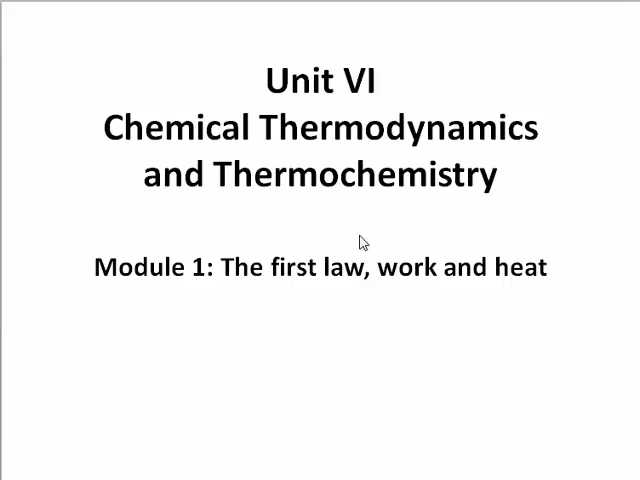 Unit VI
Chemical Thermodynamics
and Thermochemistry
Module 1: The first law, work and heat